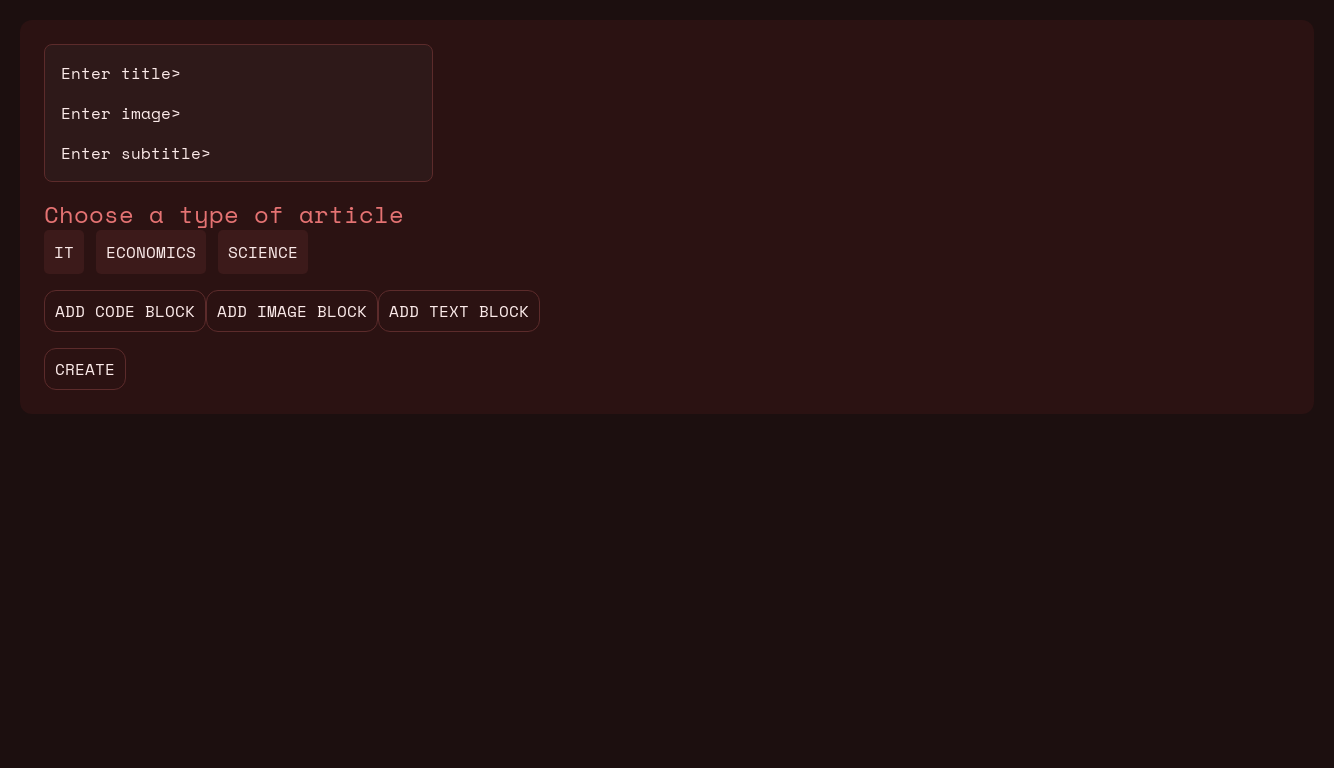 Enter title>
Enter image>
Enter subtitle>
Choose a type of article
IT ECONOMICS SCIENCE
ADD CODE BLOCK ADD IMAGE BLOCK ADD TEXT BLOCK
CREATE